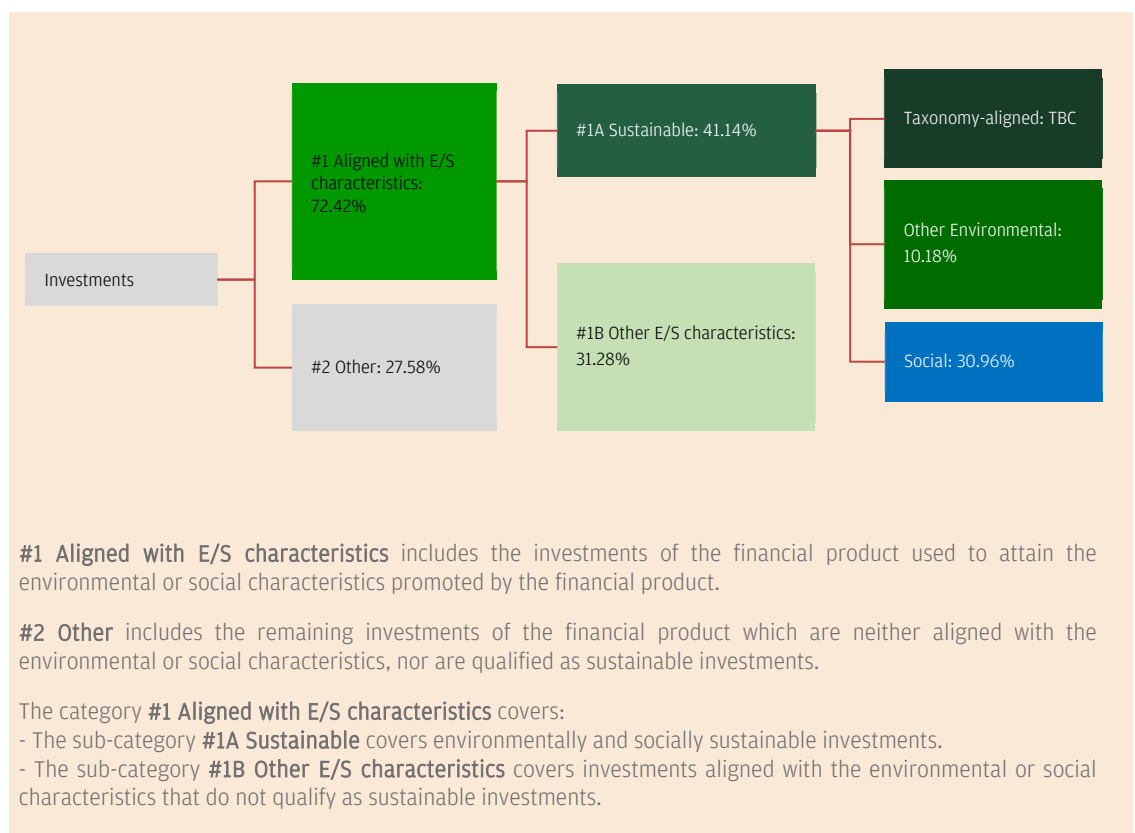 Investments
#1 Aligned with E/S
characteristics:
72.42%
#2 Other: 27.58%
#1A Sustainable: 41.14%
#1B Other E/S characteristics:
31.28%
Taxonomy-aligned: TBC
Other Environmental:
10.18%
Social: 30.96%
#1 Aligned with E/S characteristics includes the investments of the financial product used to attain the
environmental or social characteristics promoted by the financial product.
#2 Other includes the remaining investments of the financial product which are neither aligned with the
environmental or social characteristics, nor are qualified as sustainable investments.
The category #1 Aligned with E/S characteristics covers:
- The sub-category #1A Sustainable covers environmentally and socially sustainable investments.
- The sub-category #1B Other E/S characteristics covers investments aligned with the environmental or social
characteristics that do not qualify as sustainable investments.